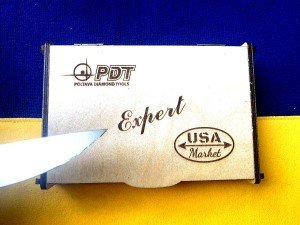 PDT
POLTAVA DIAMOND TOOLS
Expert
USA
Market